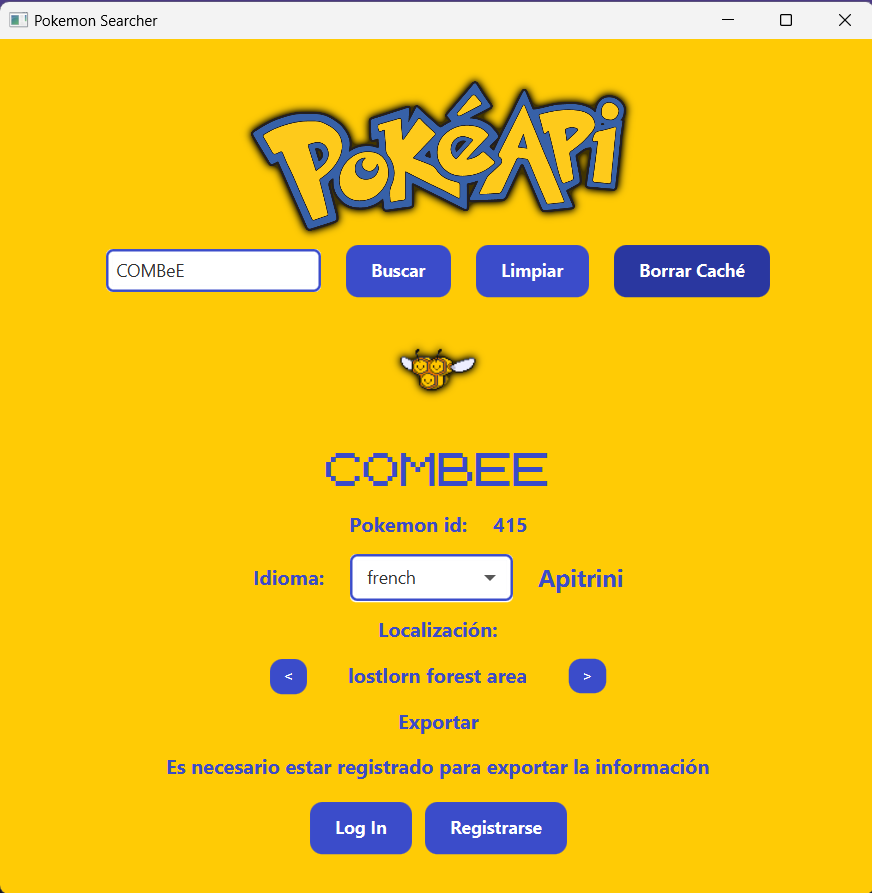 Pokemon Searcher
PokéApi
COMBeE
Buscar
Limpiar
Borrar Caché
COMBEE
Pokemon id: 415
Idioma: french Apitrini
Localización:
< lostlorn forest area >
Exportar
Es necesario estar registrado para exportar la información
Log In
Registrarse